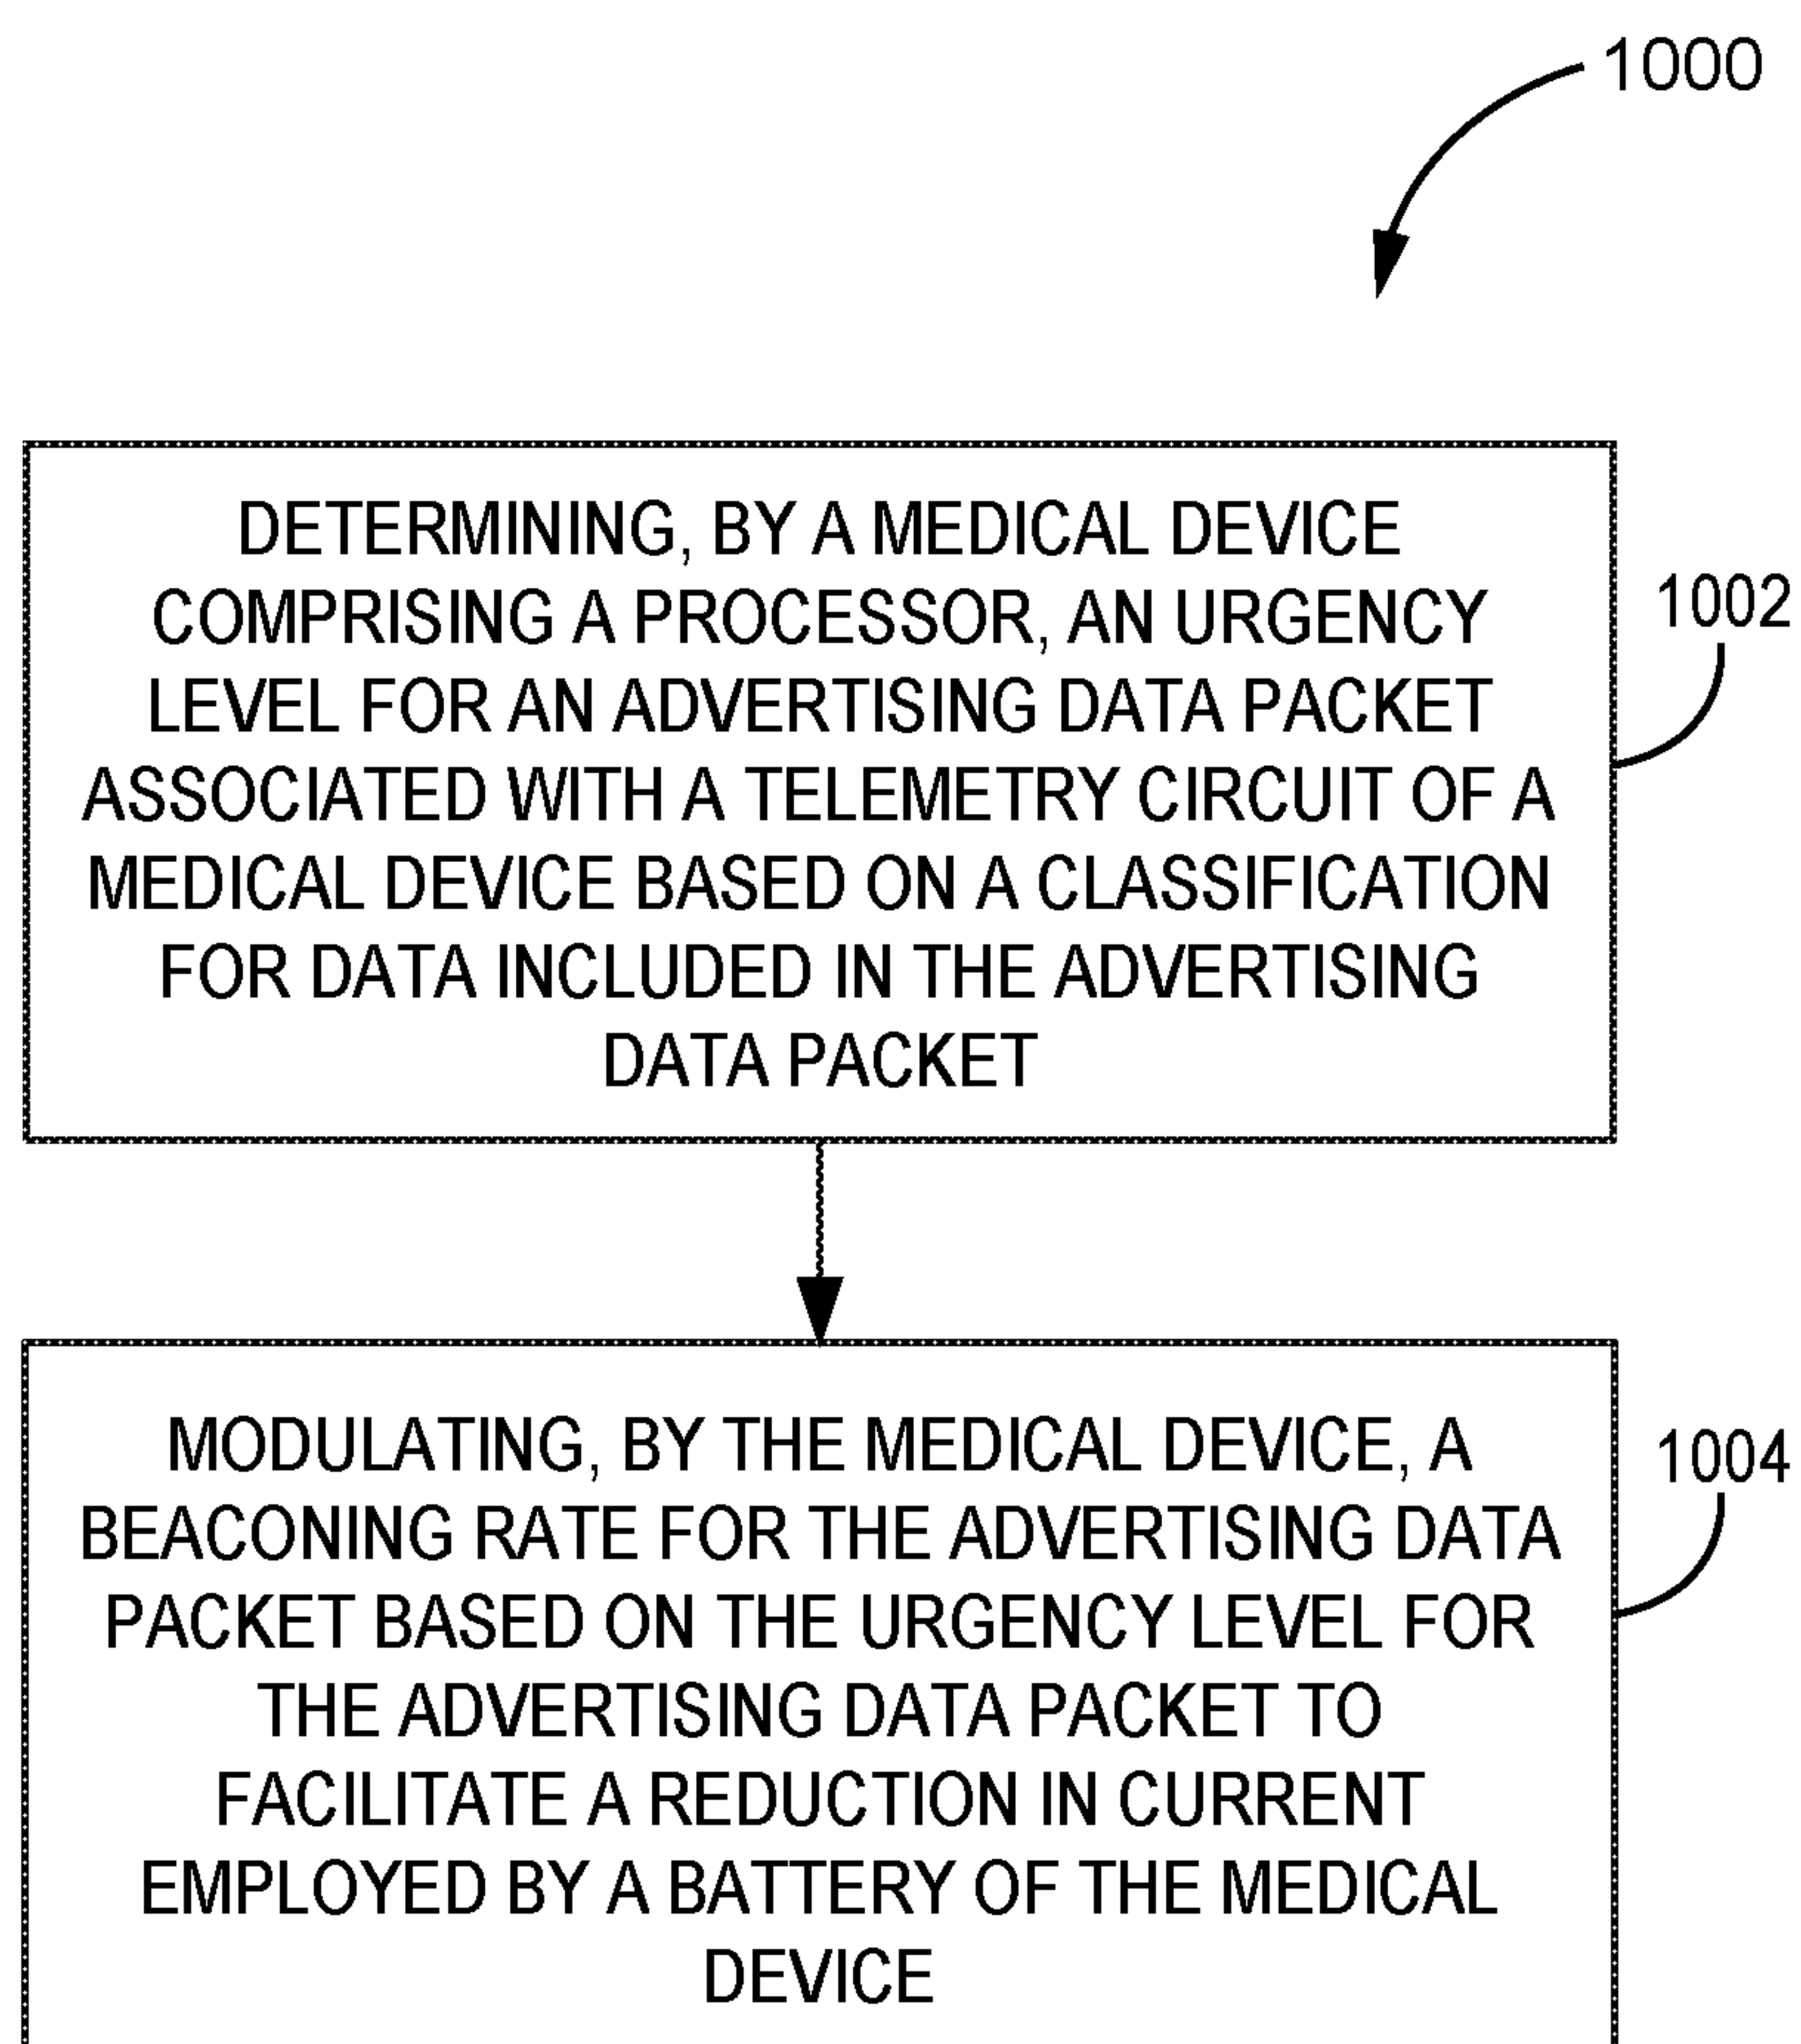 1000
DETERMINING, BY A MEDICAL DEVICE
COMPRISING A PROCESSOR, AN URGENCY
LEVEL FOR AN ADVERTISING DATA PACKET
ASSOCIATED WITH A TELEMETRY CIRCUIT OF A
MEDICAL DEVICE BASED ON A CLASSIFICATION
FOR DATA INCLUDED IN THE ADVERTISING
DATA PACKET
1002
MODULATING, BY THE MEDICAL DEVICE, A
BEACONING RATE FOR THE ADVERTISING DATA
PACKET BASED ON THE URGENCY LEVEL FOR
THE ADVERTISING DATA PACKET TO
FACILITATE A REDUCTION IN CURRENT
EMPLOYED BY A BATTERY OF THE MEDICAL
DEVICE
1004